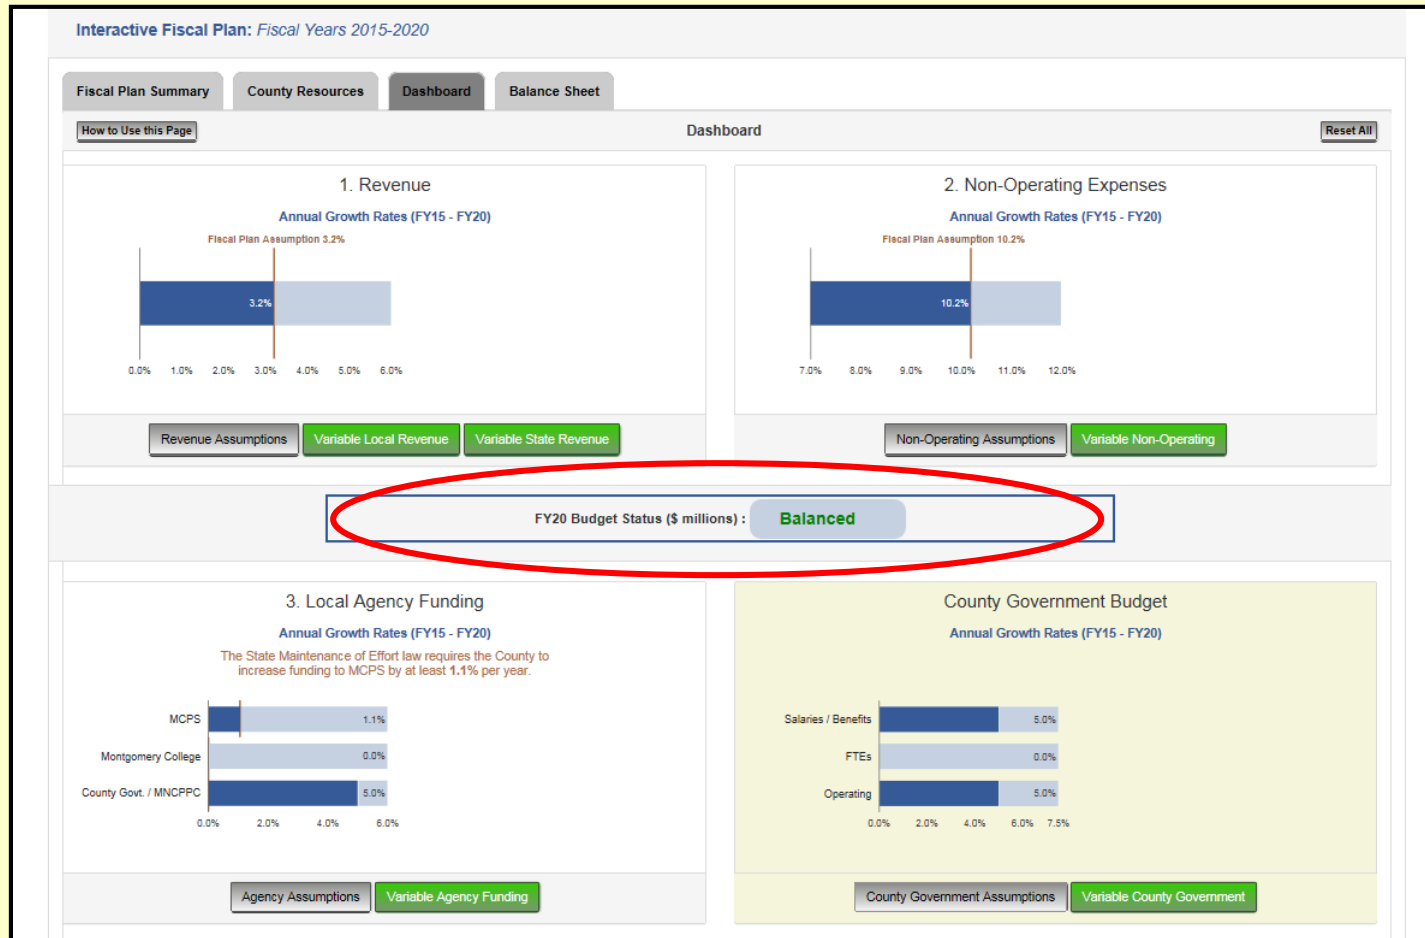 Interactive Fiscal Plan: Fiscal Years 2015-2020
Fiscal Plan Summary County Resources Dashboard Balance Sheet
How to Use this Page Dashboard Reset All
1. Revenue
Annual Growth Rates (FY15 - FY20)
Fiscal Plan Assumption 3.2%
3.2%
0.0% 1.0% 2.0% 3.0% 4.0% 5.0% 6.0%
Revenue Assumptions Variable Local Revenue Variable State Revenue
2. Non-Operating Expenses
Annual Growth Rates (FY15 - FY20)
Fiscal Plan Assumption 10.2%
10.2%
7.0% 8.0% 9.0% 10.0% 11.0% 12.0%
Non-Operating Assumptions Variable Non-Operating
FY20 Budget Status ($ millions) : Balanced
3. Local Agency Funding
Annual Growth Rates (FY15 - FY20)
The State Maintenance of Effort law requires the County to
increase funding to MCPS by at least 1.1% per year.
MCPS 1.1%
Montgomery College 0.0%
County Govt. / MNCPPC 5.0%
0.0% 2.0% 4.0% 6.0%
Agency Assumptions Variable Agency Funding
County Government Budget
Annual Growth Rates (FY15 - FY20)
Salaries / Benefits 5.0%
FTEs 0.0%
Operating 5.0%
0.0% 2.0% 4.0% 6.0% 7.5%
County Government Assumptions Variable County Government